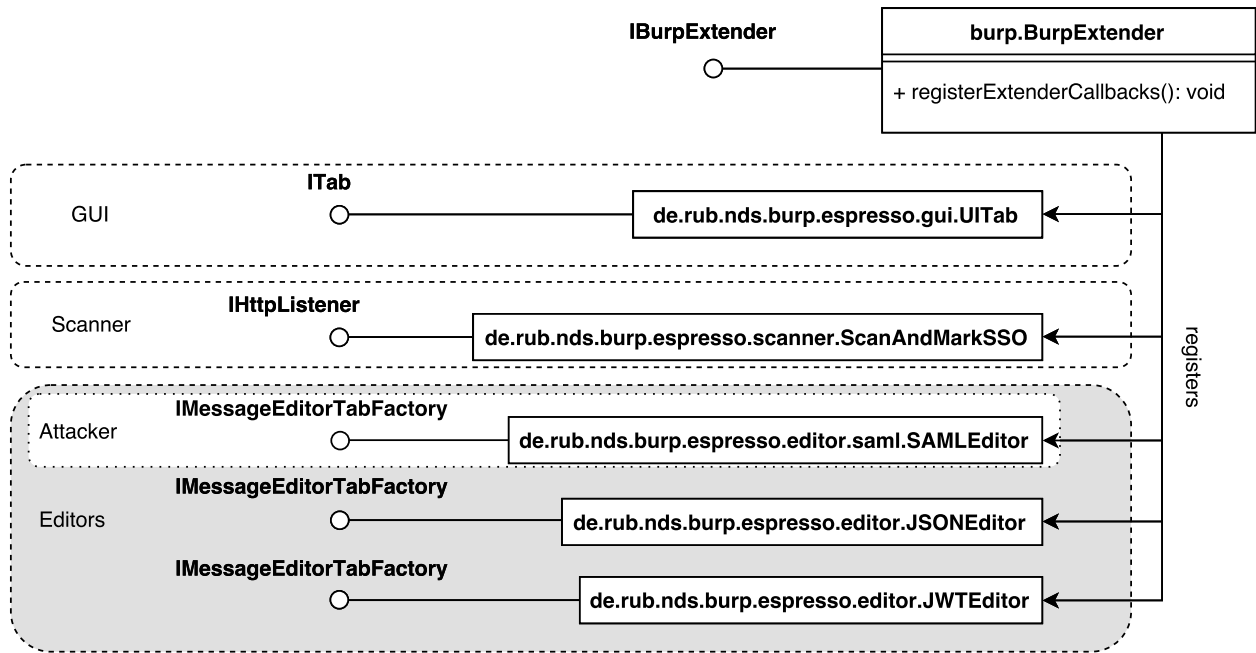 IBurpExtender
burp.BurpExtender
+ registerExtenderCallbacks(): void
ITab
GUI
de.rub.nds.burp.espresso.gui.UITab
IHttpListener
Scanner
de.rub.nds.burp.espresso.scanner.ScanAndMarkSSO
registers
IMessageEditorTabFactory
Attacker
de.rub.nds.burp.espresso.editor.saml.SAMLEditor
IMessageEditorTabFactory
Editors
de.rub.nds.burp.espresso.editor.JSONEditor
IMessageEditorTabFactory
de.rub.nds.burp.espresso.editor.JWTEditor